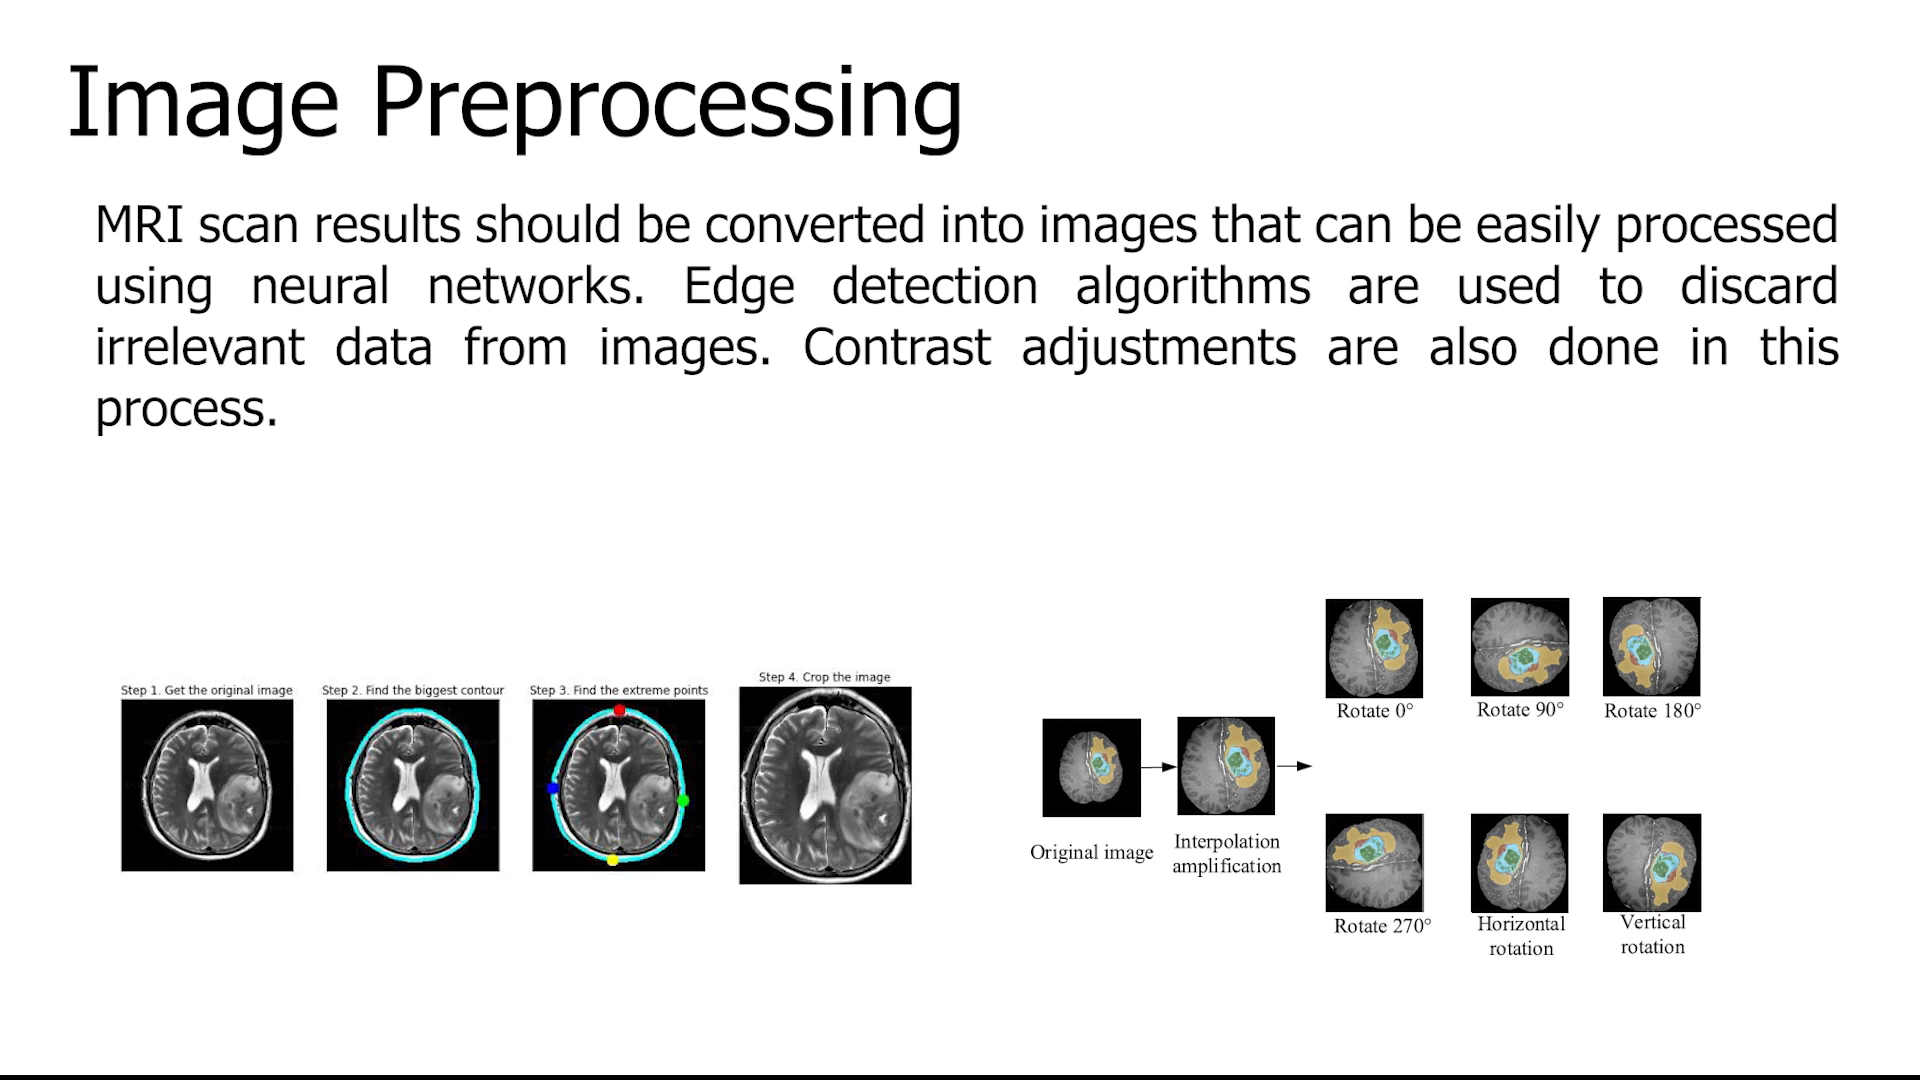 Image Preprocessing
MRI scan results should be converted into images that can be easily processed
using neural networks. Edge detection algorithms are used to discard
irrelevant data from images. Contrast adjustments are also done in this
process.
Step 1. Get the original image
Step 2. Find the biggest contour
Step 3. Find the extreme points
Step 4. Crop the image
Original image
Interpolation
amplification
Rotate 0°
Rotate 90°
Rotate 180°
Rotate 270°
Horizontal
rotation
Vertical
rotation